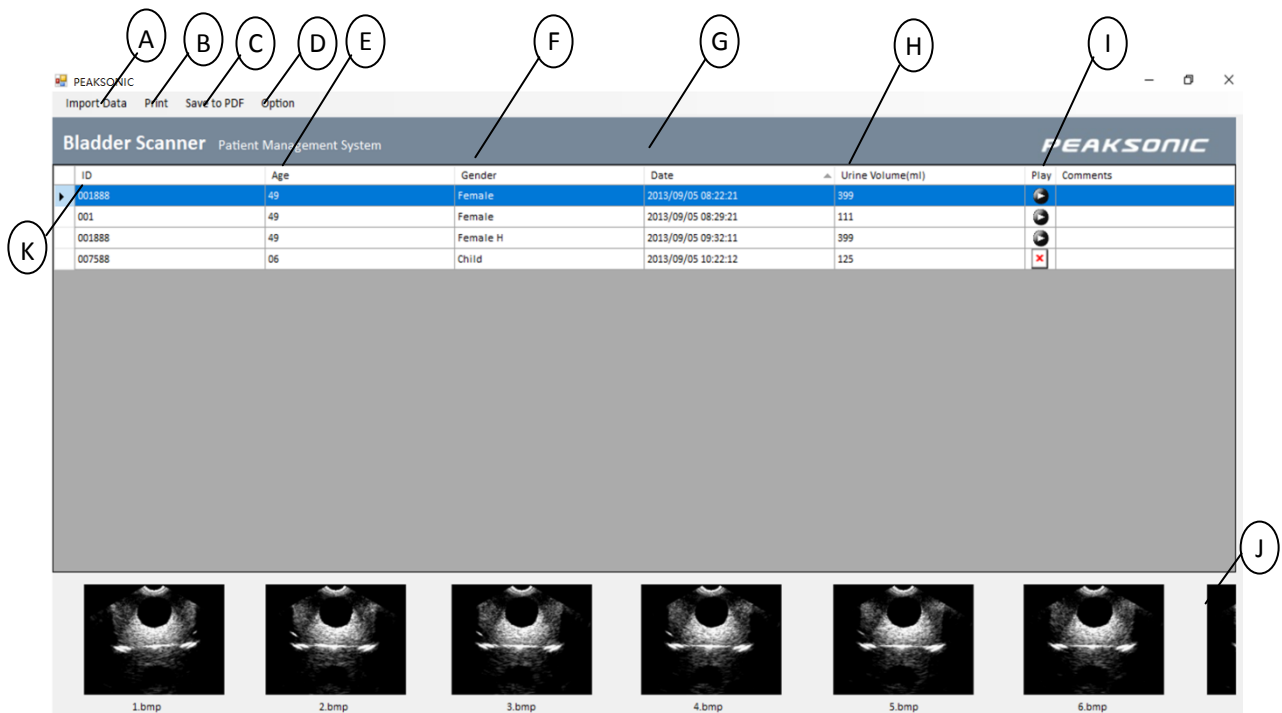 A B C D E F G H I
PEAKSONIC
Import Data Print Save to PDF Option
Bladder Scanner Patient Management System PEAKSONIC
ID Age Gender Date Urine Volume(ml) Play Comments
001888 49 Female 2013/09/05 08:22:21 399
001 49 Female 2013/09/05 08:29:21 111
001888 49 Female H 2013/09/05 09:32:11 399
K
007588 06 Child 2013/09/05 10:22:12 125
J
1.bmp 2.bmp 3.bmp 4.bmp 5.bmp 6.bmp